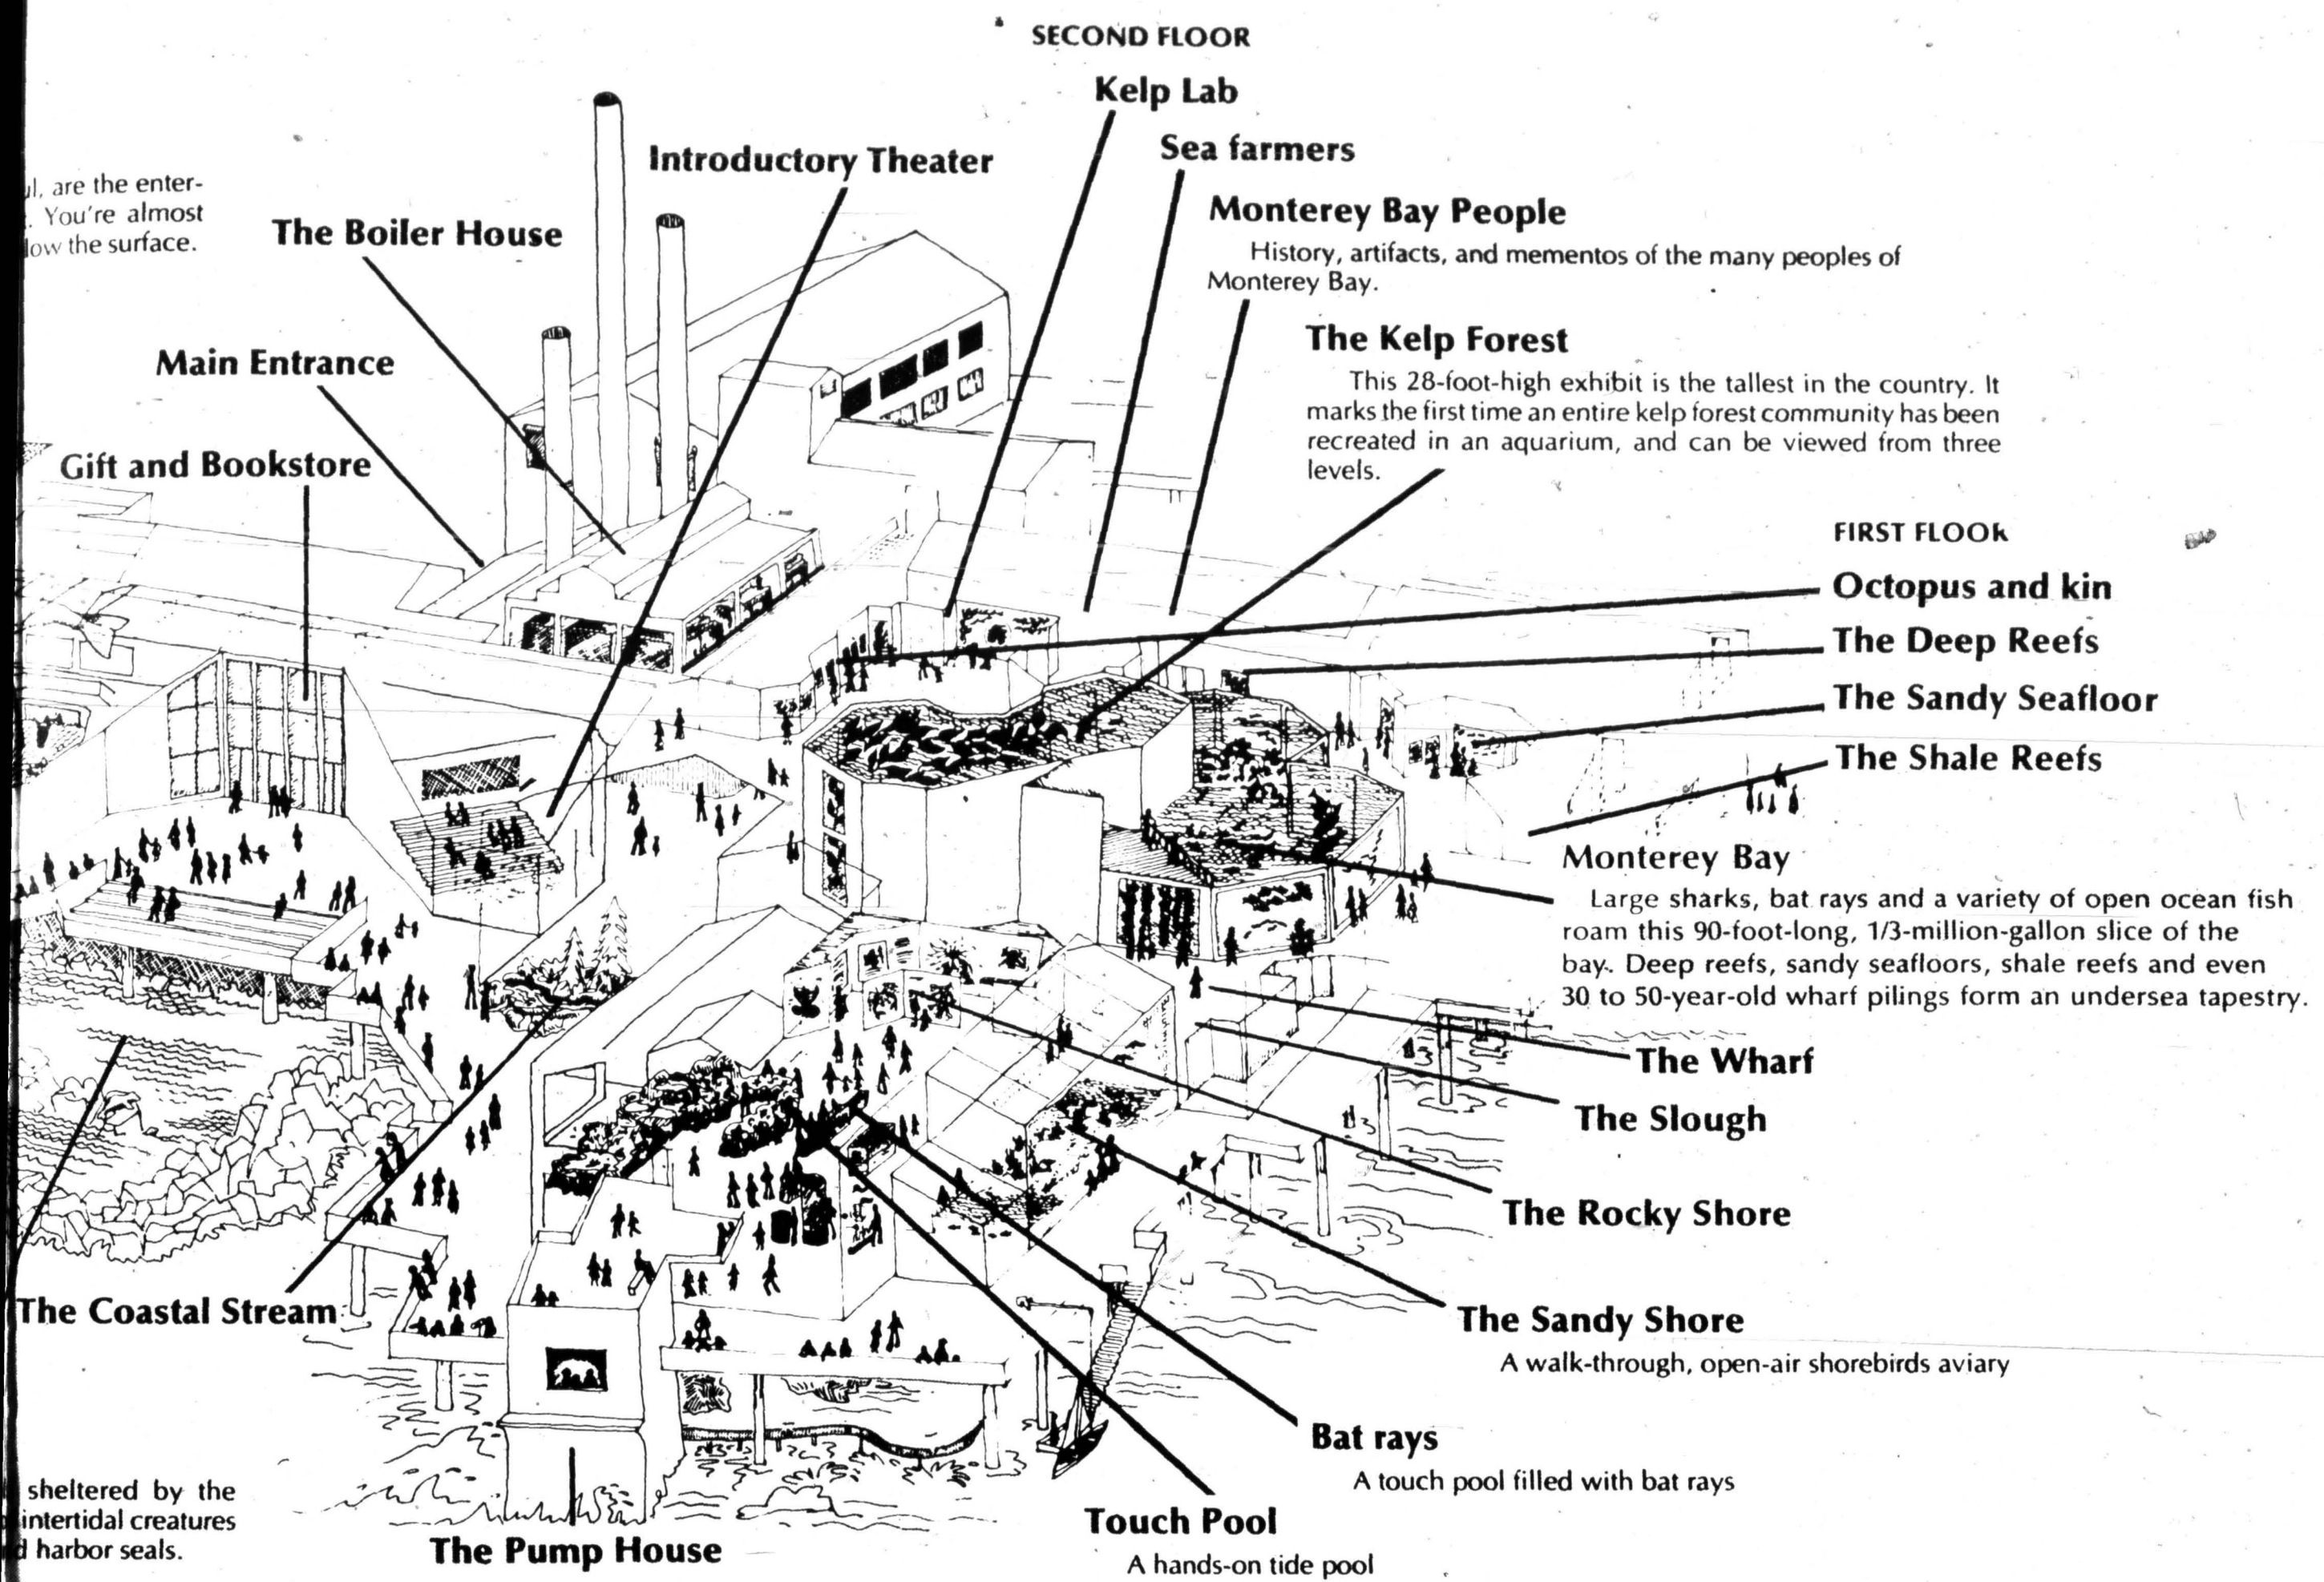 SECOND FLOOR
Kelp Lab
Sea farmers
Monterey Bay People
History, artifacts, and mementos of the many peoples of
Monterey Bay.
The Kelp Forest
This 28-foot-high exhibit is the tallest in the country. It
marks the first time an entire kelp forest community has been
recreated in an aquarium, and can be viewed from three
levels.
Introductory Theater
are the enter-
You're almost
the surface.
The Boiler House
Main Entrance
Gift and Bookstore
FIRST FLOOR
Octopus and kin
The Deep Reefs
The Sandy Seafloor
The Shale Reefs
Monterey Bay
Large sharks, bat rays and a variety of open ocean fish
roam this 90-foot-long, 1/3-million-gallon slice of the
bay. Deep reefs, sandy seafloors, shale reefs and even
30 to 50-year-old wharf pilings form an undersea tapestry.
The Wharf
The Slough
The Rocky Shore
The Sandy Shore
A walk-through, open-air shorebirds aviary
Bat rays
A touch pool filled with bat rays
Touch Pool
A hands-on tide pool
The Pump House
The Coastal Stream
sheltered by the
intertidal creatures
harbor seals.